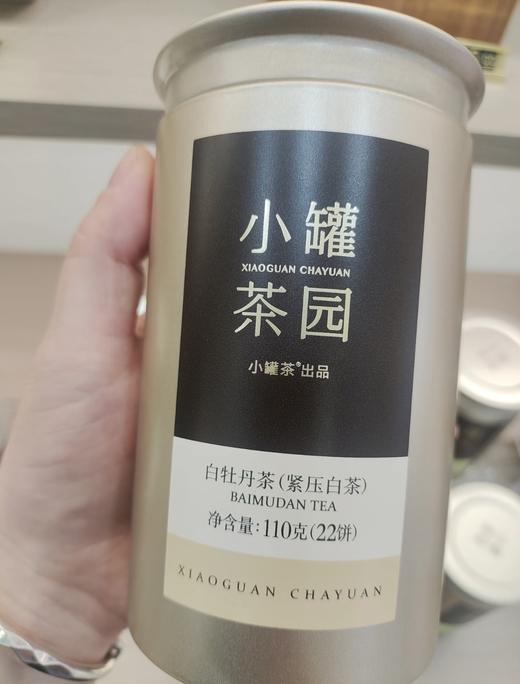 小罐
XIAOGUAN CHAYUAN
茶园
小罐茶®出品
白牡丹茶(紧压白茶)
BAIMUDAN TEA
净含量:110克(22饼)
XIAOGUAN CHAYUAN